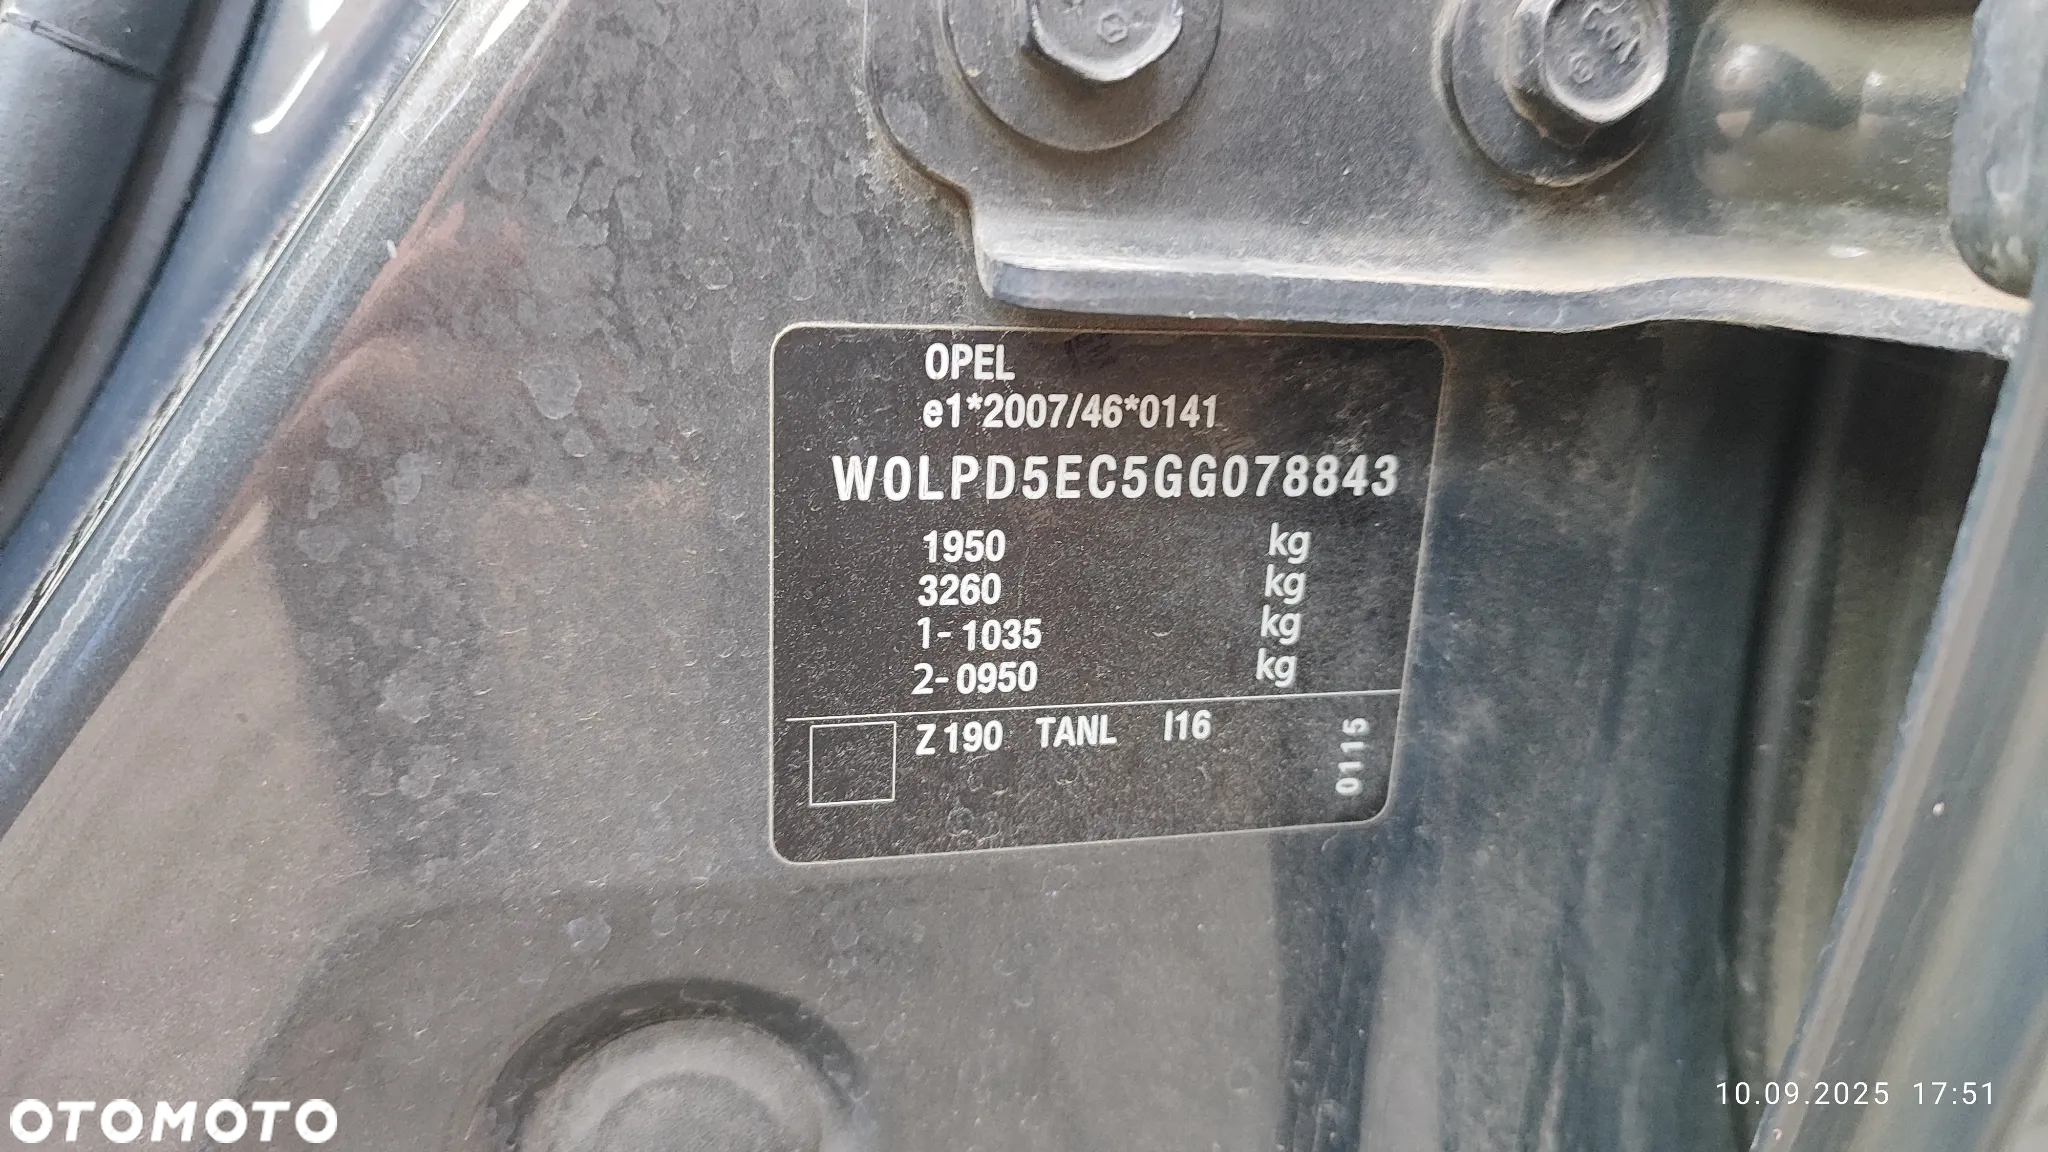 OPEL
e1*2007/46*0141
W0LPD5EC5GG078843
1950 kg
3260 kg
1- 1035 kg
2- 0950 kg
Z 190 TANL I16
0115
OTOMOTO
10.09.2025 17:51